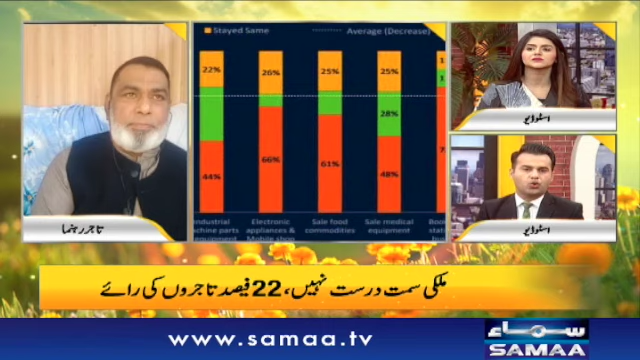 Stayed Same
Average (Decrease)
22%
26%
25%
25%
66%
61%
28%
44%
48%
Industrial machine parts equipment
Electronic appliances & Mobile shop
Sale food commodities
Sale medical equipment
اسٹوڈیو
اسٹوڈیو
تاجر رہنما
ملکی سمت درست نہیں، 22 فیصد تاجروں کی رائے
www.samaa.tv
سماء
SAMAA